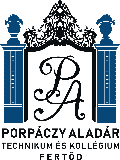 PA
PORPÁCZY ALADÁR
TECHNIKUM ÉS KOLLÉGIUM
FERTŐD